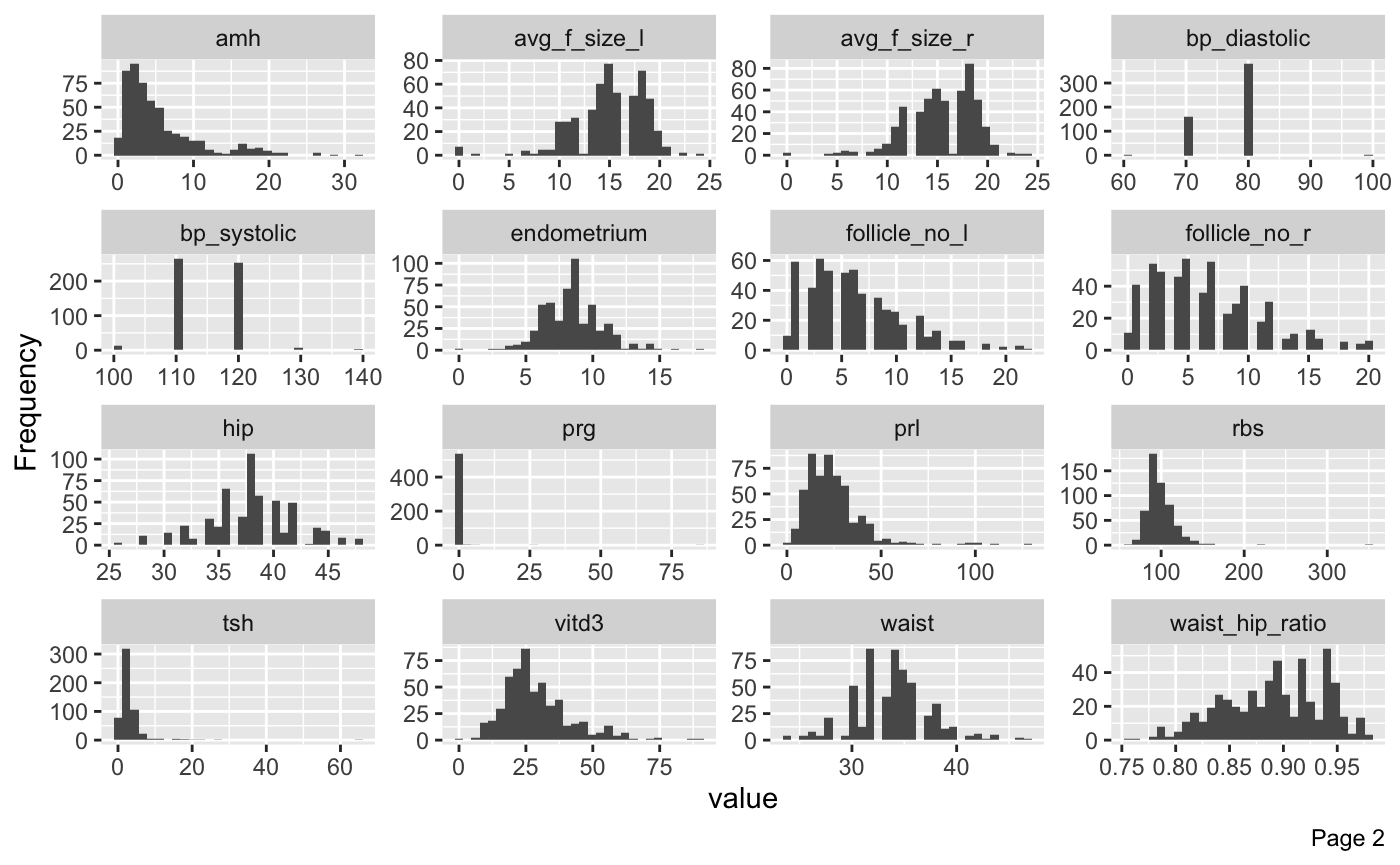 amh avg_f_size_l avg_f_size_r bp_diastolic
75 50 25 0
80 60 40 20 0
80 60 40 20 0
300 200 100 0
0 10 20 30
0 5 10 15 20 25
0 5 10 15 20 25
60 70 80 90 100
bp_systolic endometrium follicle_no_l follicle_no_r
200 100 0
100 75 50 25 0
60 40 20 0
40 20 0
100 110 120 130 140
0 5 10 15
0 5 10 15 20
0 5 10 15 20
Frequency
hip prg prl rbs
100 75 50 25 0
400 200 0
75 50 25 0
150 100 50 0
25 30 35 40 45
0 25 50 75
0 50 100
100 200 300
tsh vitd3 waist waist_hip_ratio
300 200 100 0
75 50 25 0
75 50 25 0
40 20 0
0 20 40 60
0 25 50 75
30 40
0.75 0.80 0.85 0.90 0.95
value
Page 2